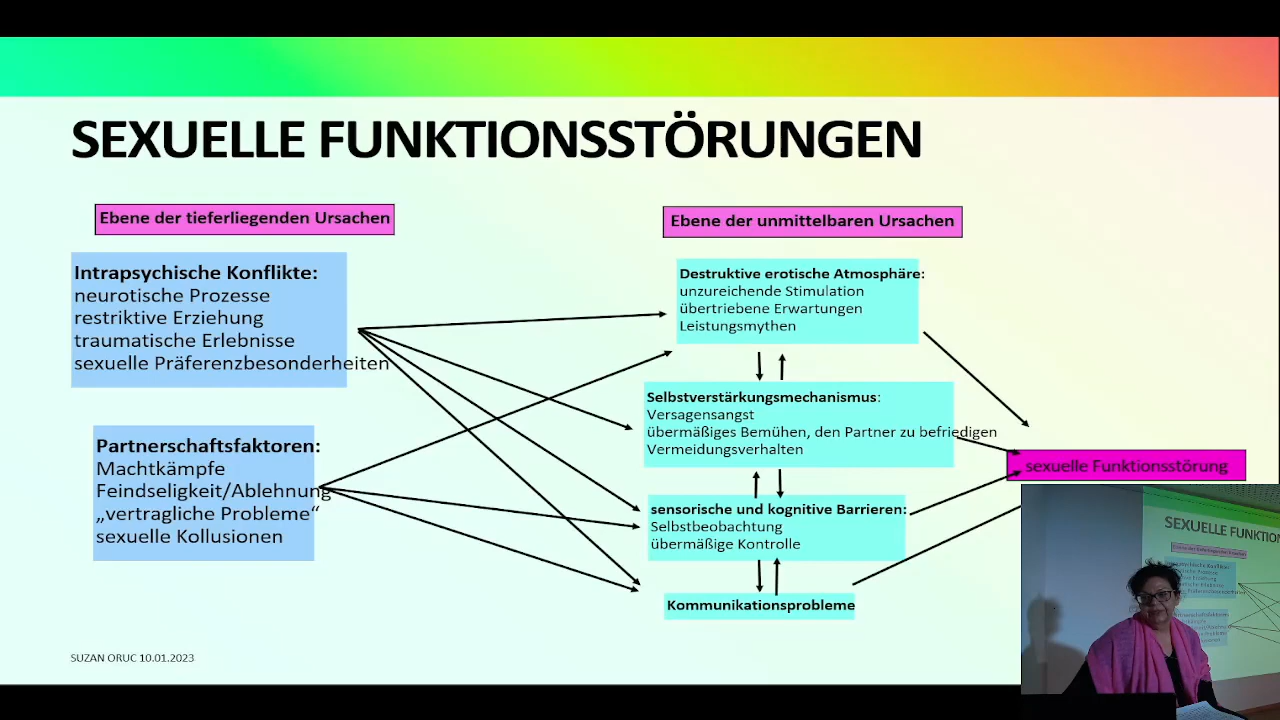 SEXUELLE FUNKTIONSSTÖRUNGEN
Ebene der tieferliegenden Ursachen
Intrapsychische Konflikte:
neurotische Prozesse
restriktive Erziehung
traumatische Erlebnisse
sexuelle Präferenzbesonderheiten
Partnerschaftsfaktoren:
Machtkämpfe
Feindseligkeit/Ablehnung
„vertragliche Probleme“
sexuelle Kollusionen
Ebene der unmittelbaren Ursachen
Destruktive erotische Atmosphäre:
unzureichende Stimulation
übertriebene Erwartungen
Leistungsmythen
Selbstverstärkungsmechanismus:
Versagensangst
übermäßiges Bemühen, den Partner zu befriedigen
Vermeidungsverhalten
sensorische und kognitive Barrieren:
Selbstbeobachtung
übermäßige Kontrolle
Kommunikationsprobleme
sexuelle Funktionsstörung
SUZAN ORUC 10.01.2023
SEXUELLE FUNKTION